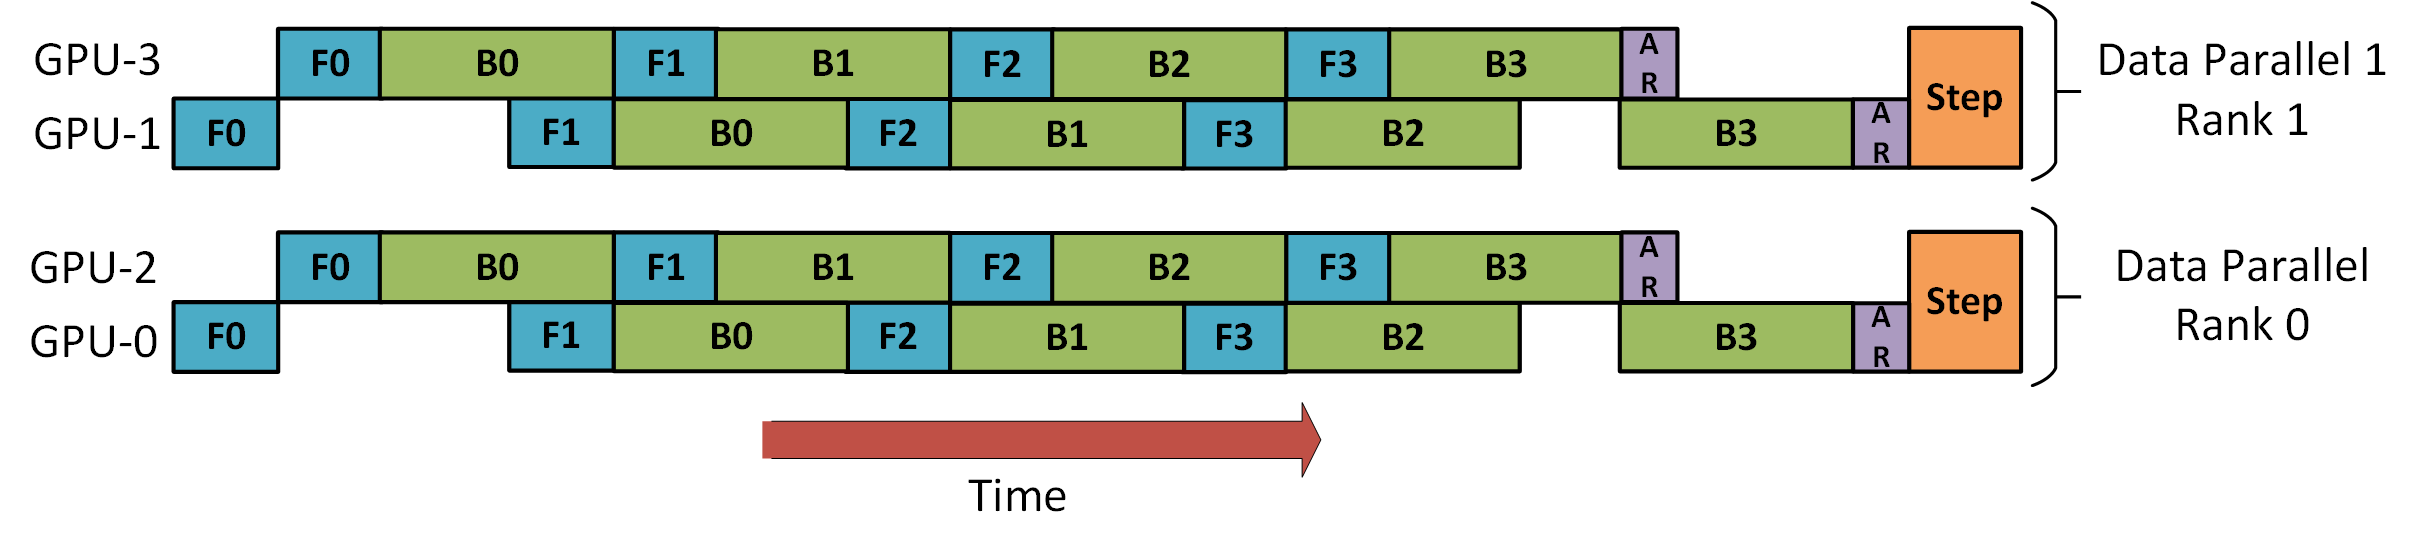 GPU-3 F0 B0 F1 B1 F2 B2 F3 B3 A R
GPU-1 F0 F1 B0 F2 B1 F3 B2 B3 A R
Step
Data Parallel 1
Rank 1
GPU-2 F0 B0 F1 B1 F2 B2 F3 B3 A R
GPU-0 F0 F1 B0 F2 B1 F3 B2 B3 A R
Step
Data Parallel
Rank 0
Time